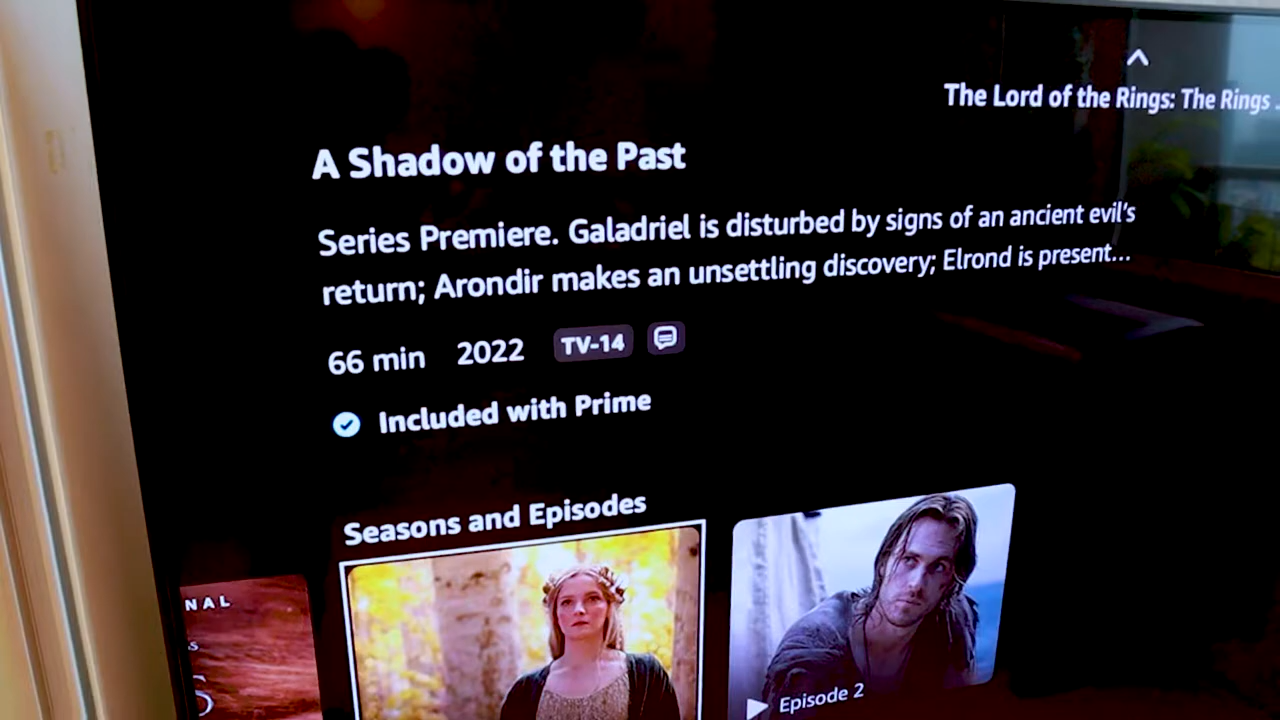 The Lord of the Rings: The Rings
A Shadow of the Past
Series Premiere. Galadriel is disturbed by signs of an ancient evil's
return; Arondir makes an unsettling discovery; Elrond is present...
66 min 2022 TV-14
Included with Prime
Seasons and Episodes
NAL
S
Episode 2